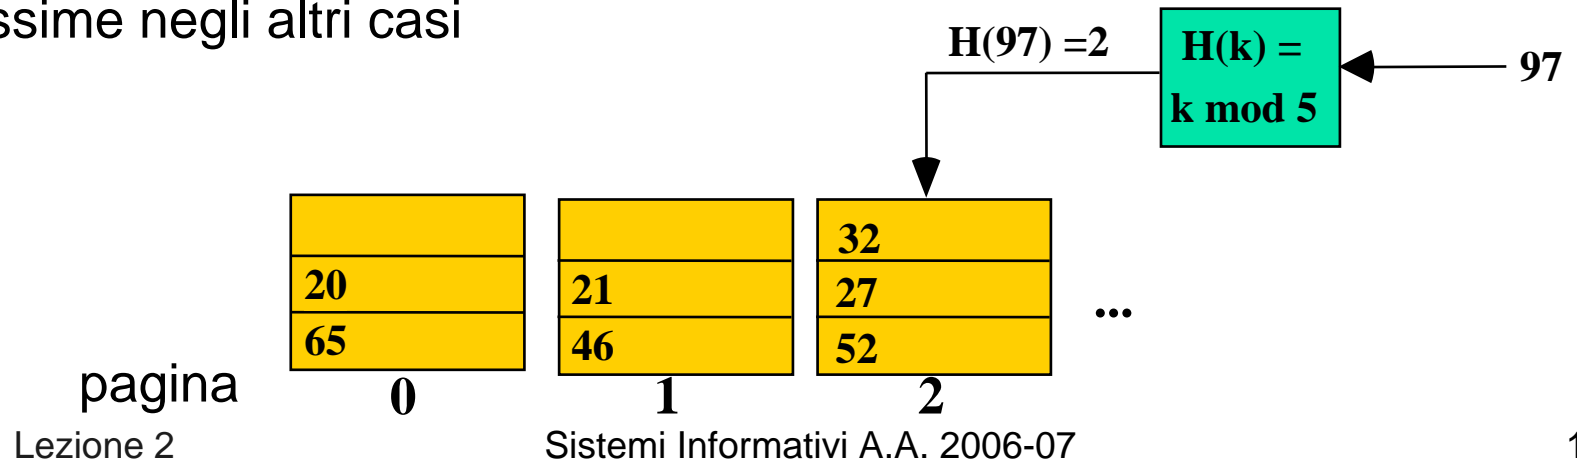 ssime negli altri casi
H(97) =2
H(k) =
k mod 5
97
20
65
21
46
32
27
52
...
pagina
0
1
2
Lezione 2
Sistemi Informativi A.A. 2006-07
1